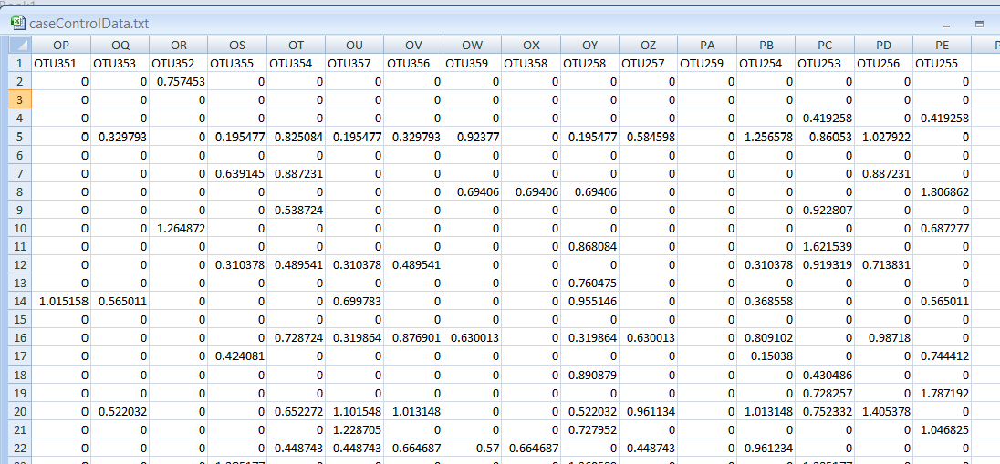 caseControlData.txt
OP OQ OR OS OT OU OV OW OX OY OZ PA PB PC PD PE
1 OTU351 OTU353 OTU352 OTU355 OTU354 OTU357 OTU356 OTU359 OTU358 OTU258 OTU257 OTU259 OTU254 OTU253 OTU256 OTU255
2 0 0 0.757453 0 0 0 0 0 0 0 0 0 0 0 0 0
3 0 0 0 0 0 0 0 0 0 0 0 0 0 0 0 0
4 0 0 0 0 0 0 0 0 0 0 0 0 0 0.419258 0 0.419258
5 0 0.329793 0 0.195477 0.825084 0.195477 0.329793 0.92377 0 0.195477 0.584598 0 1.256578 0.86053 1.027922 0
6 0 0 0 0 0 0 0 0 0 0 0 0 0 0 0 0
7 0 0 0 0.639145 0.887231 0 0 0 0 0 0 0 0 0 0.887231 0
8 0 0 0 0 0 0 0 0.69406 0.69406 0.69406 0 0 0 0 0 1.806862
9 0 0 0 0 0.538724 0 0 0 0 0 0 0 0 0.922807 0 0
10 0 0 1.264872 0 0 0 0 0 0 0 0 0 0 0 0 0.687277
11 0 0 0 0 0 0 0 0 0 0.868084 0 0 0 1.621539 0 0
12 0 0 0 0.310378 0.489541 0.310378 0.489541 0 0 0 0 0 0.310378 0.919319 0.713831 0
13 0 0 0 0 0 0 0 0 0 0.760475 0 0 0 0 0 0
14 1.015158 0.565011 0 0 0 0.699783 0 0 0 0.955146 0 0 0.368558 0 0 0.565011
15 0 0 0 0 0 0 0 0 0 0 0 0 0 0 0 0
16 0 0 0 0 0.728724 0.319864 0.876901 0.630013 0 0.319864 0.630013 0 0.809102 0 0.98718 0
17 0 0 0 0.424081 0 0 0 0 0 0 0 0 0.15038 0 0 0.744412
18 0 0 0 0 0 0 0 0 0 0.890879 0 0 0 0.430486 0 0
19 0 0 0 0 0 0 0 0 0 0 0 0 0 0.728257 0 1.787192
20 0 0.522032 0 0 0.652272 1.101548 1.013148 0 0 0.522032 0.961134 0 1.013148 0.752332 1.405378 0
21 0 0 0 0 0 1.228705 0 0 0 0.727952 0 0 0 0 0 1.046825
22 0 0 0 0 0.448743 0.448743 0.664687 0.57 0.664687 0 0.448743 0 0.961234 0 0 0